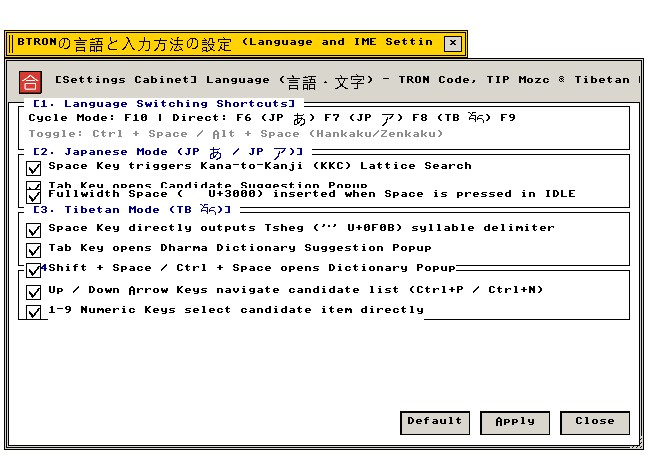 BTRONの言語と入力方法の設定 (Language and IME Settin
[Settings Cabinet] Language (言語・文字) - TRON Code, TIP Mozc & Tibetan
[1. Language Switching Shortcuts]
Cycle Mode: F10 | Direct: F6 (JP あ) F7 (JP ア) F8 (TB ) F9
Toggle: Ctrl + Space / Alt + Space (Hankaku/Zenkaku)
[2. Japanese Mode (JP あ / JP ア)]
Space Key triggers Kana-to-Kanji (KKC) Lattice Search
Tab Key opens Candidate Suggestion Popup
Fullwidth Space ( U+3000) inserted when Space is pressed in IDLE
[3. Tibetan Mode (TB )]
Space Key directly outputs Tsheg ('་' U+0F0B) syllable delimiter
Tab Key opens Dharma Dictionary Suggestion Popup
Shift + Space / Ctrl + Space opens Dictionary Popup
Up / Down Arrow Keys navigate candidate list (Ctrl+P / Ctrl+N)
1-9 Numeric Keys select candidate item directly
Default Apply Close